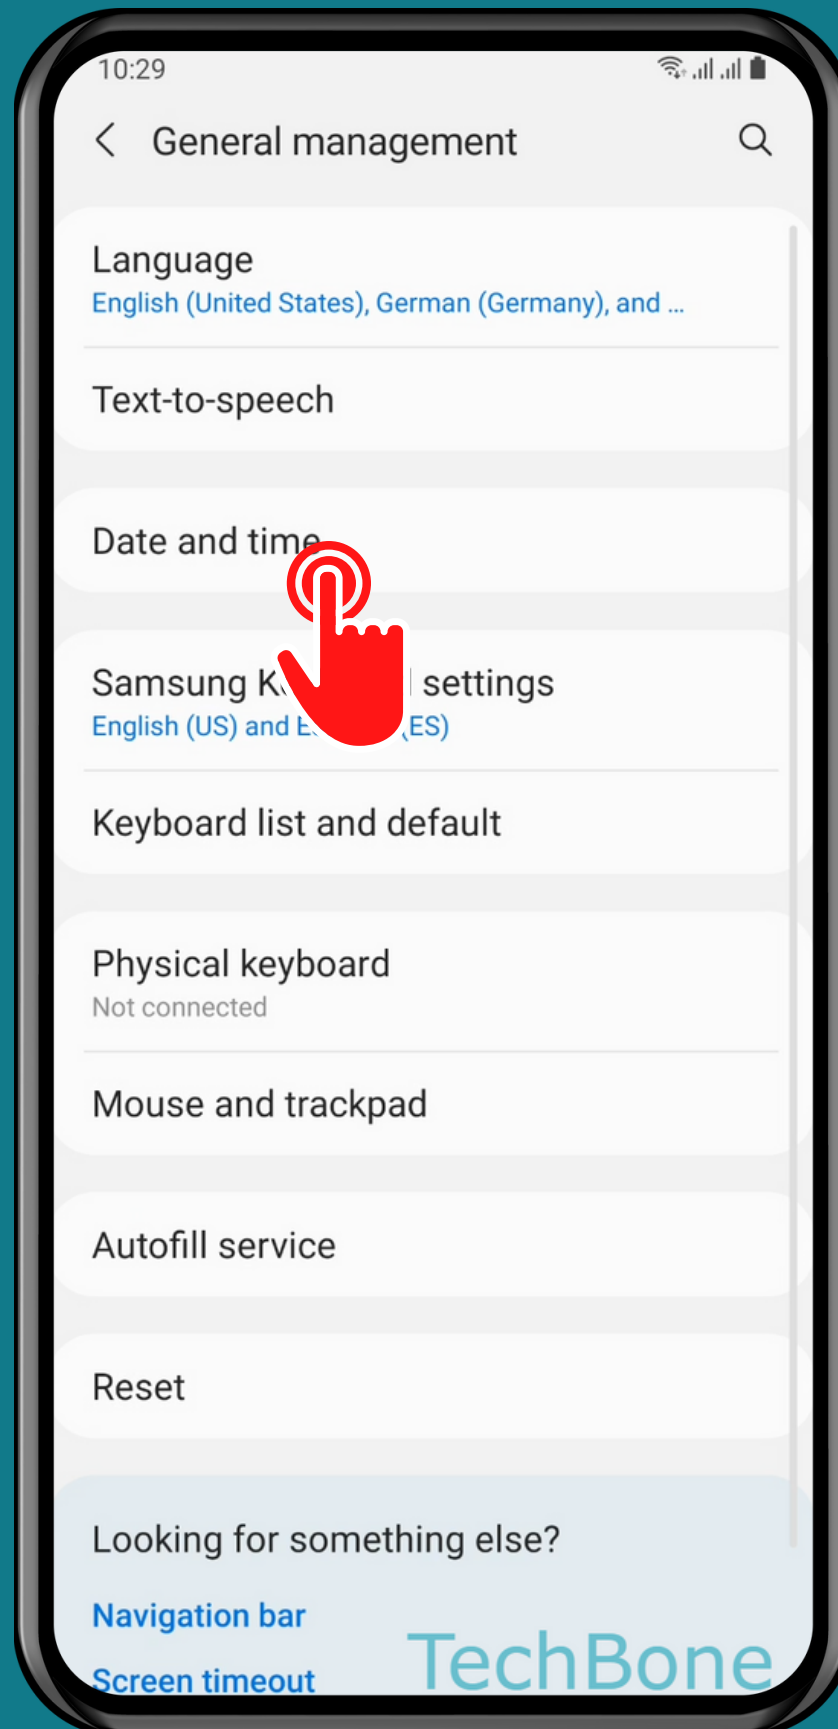 10:29
General management
Language
English (United States), German (Germany), and ...
Text-to-speech
Date and time
Samsung settings
English (US) and (ES)
Keyboard list and default
Physical keyboard
Not connected
Mouse and trackpad
Autofill service
Reset
Looking for something else?
Navigation bar
Screen timeout
TechBone